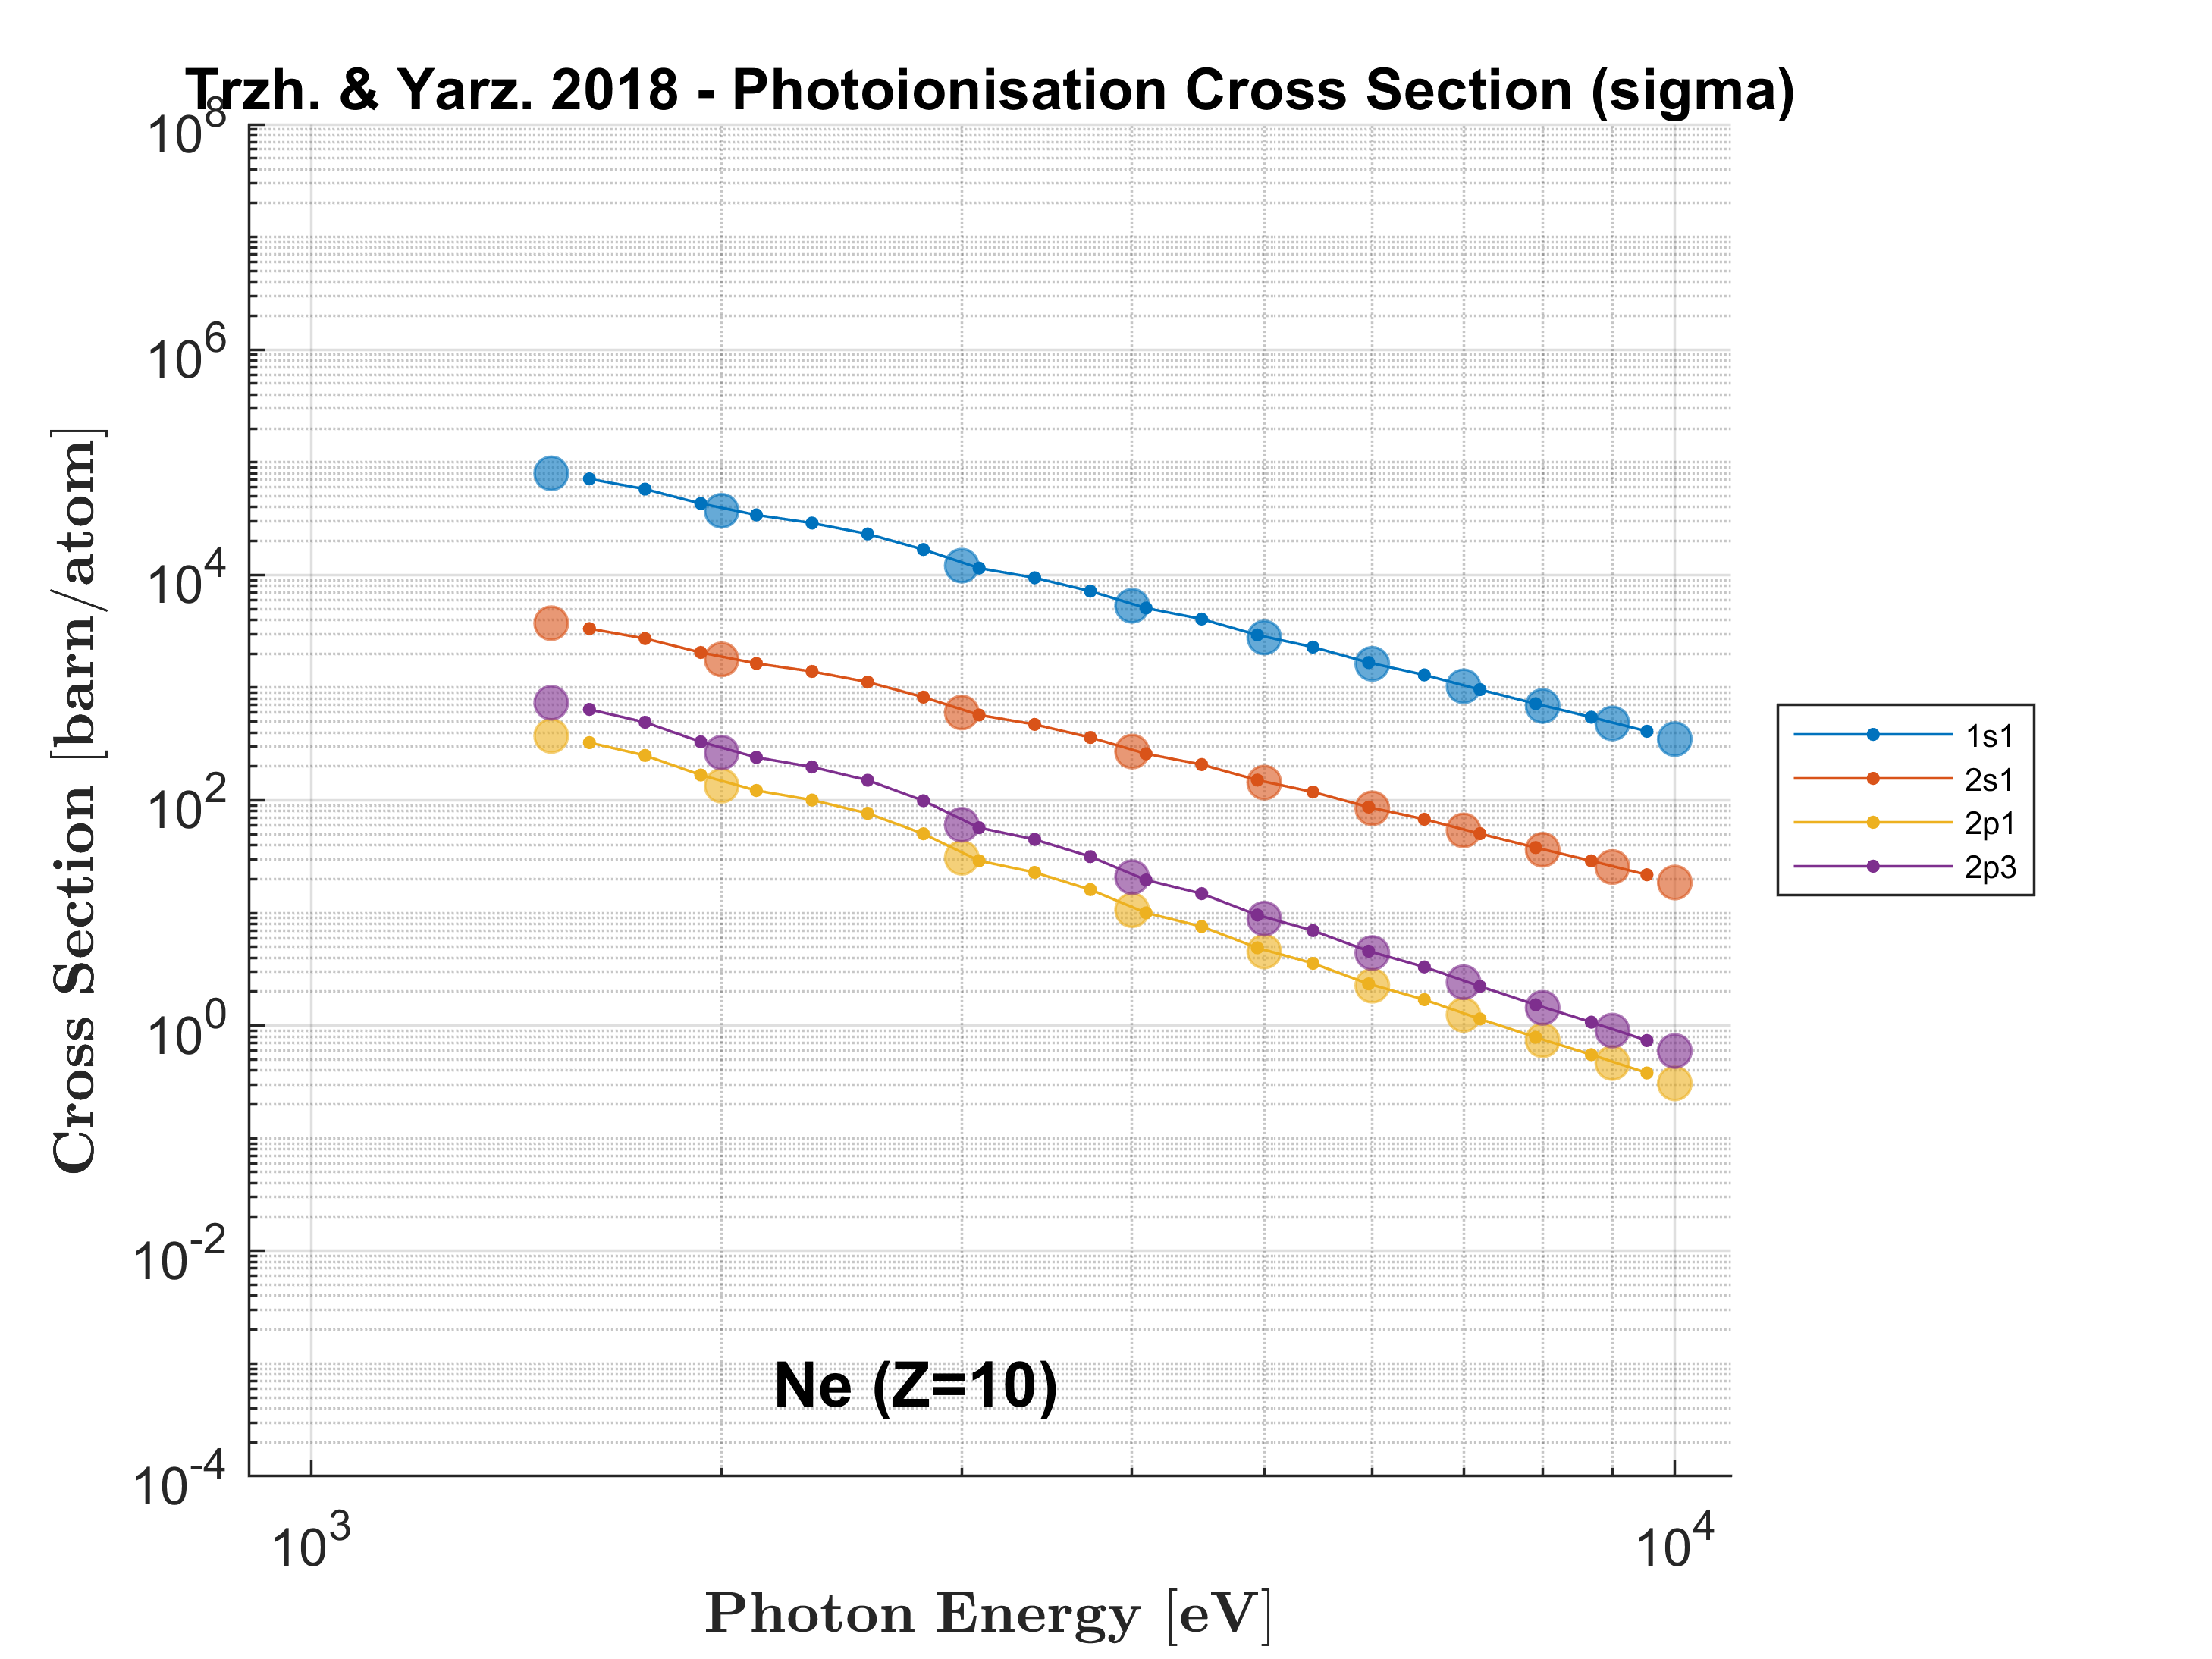 Trzh. & Yarz. 2018 - Photoionisation Cross Section (sigma)
10^8
10^6
10^4
10^2
10^0
10^-2
10^-4
Cross Section [barn/atom]
1s1
2s1
2p1
2p3
Ne (Z=10)
10^3
10^4
Photon Energy [eV]